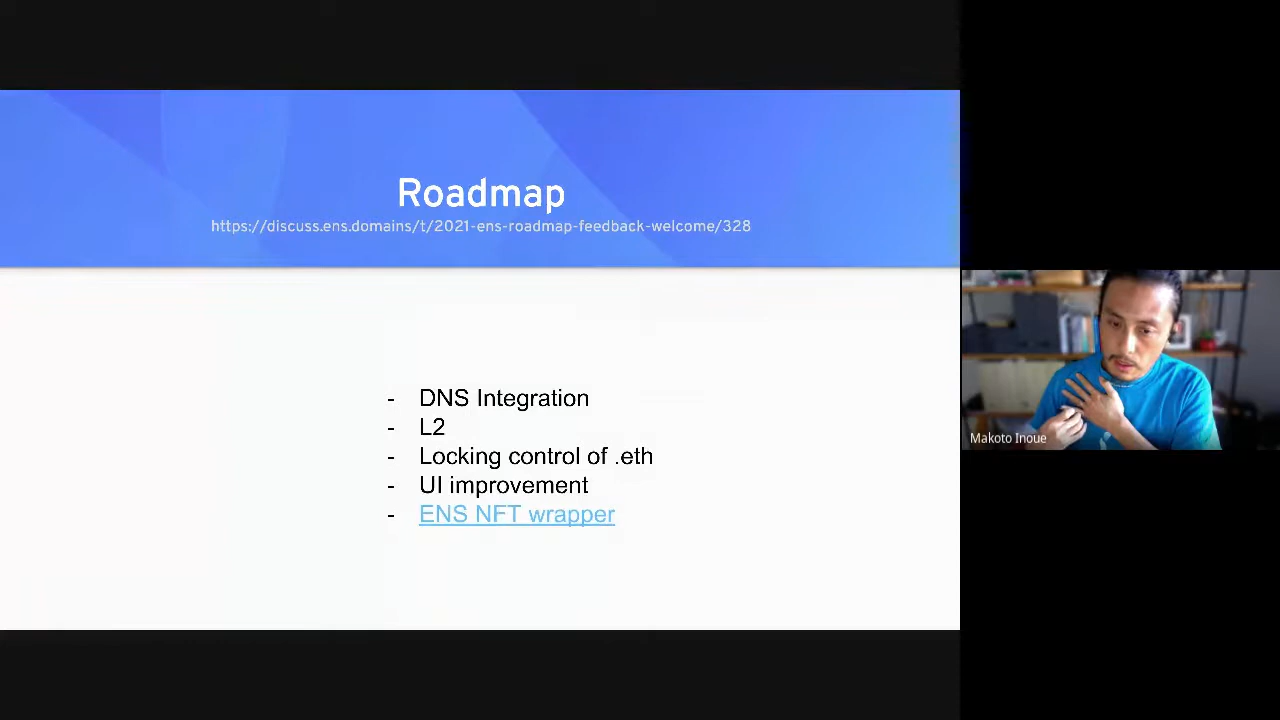 Roadmap
https://discuss.ens.domains/t/2021-ens-roadmap-feedback-welcome/328
- DNS Integration
- L2
- Locking control of .eth
- UI improvement
- ENS NFT wrapper
Makoto Inoue